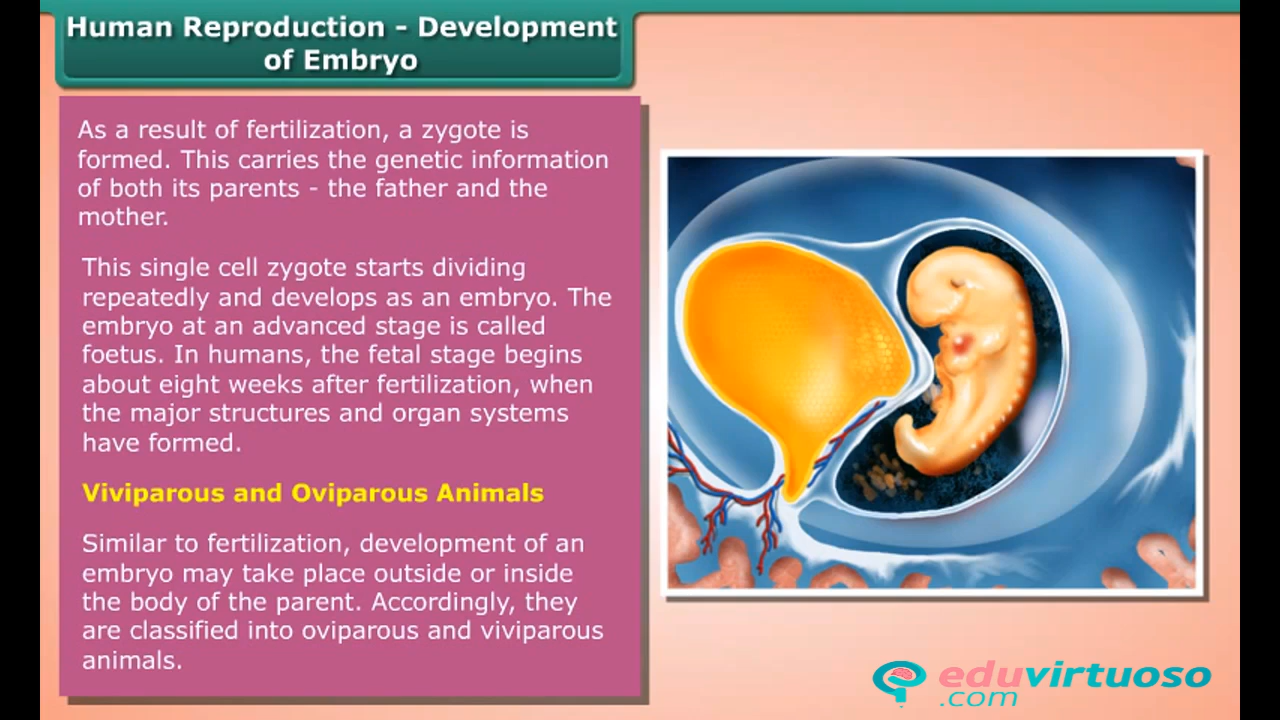 Human Reproduction - Development
of Embryo
As a result of fertilization, a zygote is
formed. This carries the genetic information
of both its parents - the father and the
mother.
This single cell zygote starts dividing
repeatedly and develops as an embryo. The
embryo at an advanced stage is called
foetus. In humans, the fetal stage begins
about eight weeks after fertilization, when
the major structures and organ systems
have formed.
Viviparous and Oviparous Animals
Similar to fertilization, development of an
embryo may take place outside or inside
the body of the parent. Accordingly, they
are classified into oviparous and viviparous
animals.
eduvirtuoso
.com